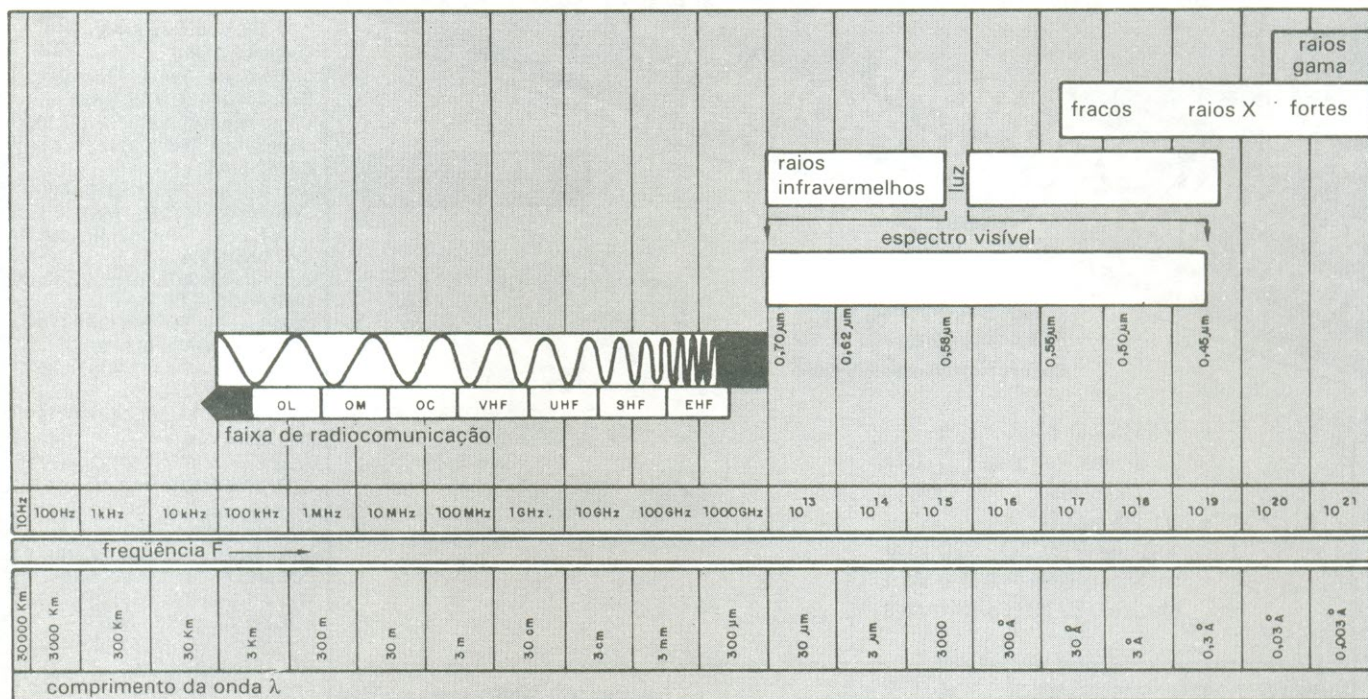 raios
gama
fracos raios X fortes
raios
infravermelhos
luz
espectro visível
0,70 µm
0,62 µm
0,58 µm
0,55 µm
0,50 µm
0,45 µm
OL OM OC VHF UHF SHF EHF
faixa de radiocomunicação
10Hz 100Hz 1kHz 10kHz 100kHz 1MHz 10MHz 100MHz 1GHz. 10GHz 100GHz 1000GHz 10¹³ 10¹⁴ 10¹⁵ 10¹⁶ 10¹⁷ 10¹⁸ 10¹⁹ 10²⁰ 10²¹
freqüência F
30000 Km 3000 Km 300 Km 30 Km 3 Km 300 m 30 m 3 m 30 cm 3cm 3mm 300 µm 30 µm 3 µm 3000 300 Å 30 Å 3 Å 0,3 Å 0,03 Å 0,003 Å
comprimento da onda λ